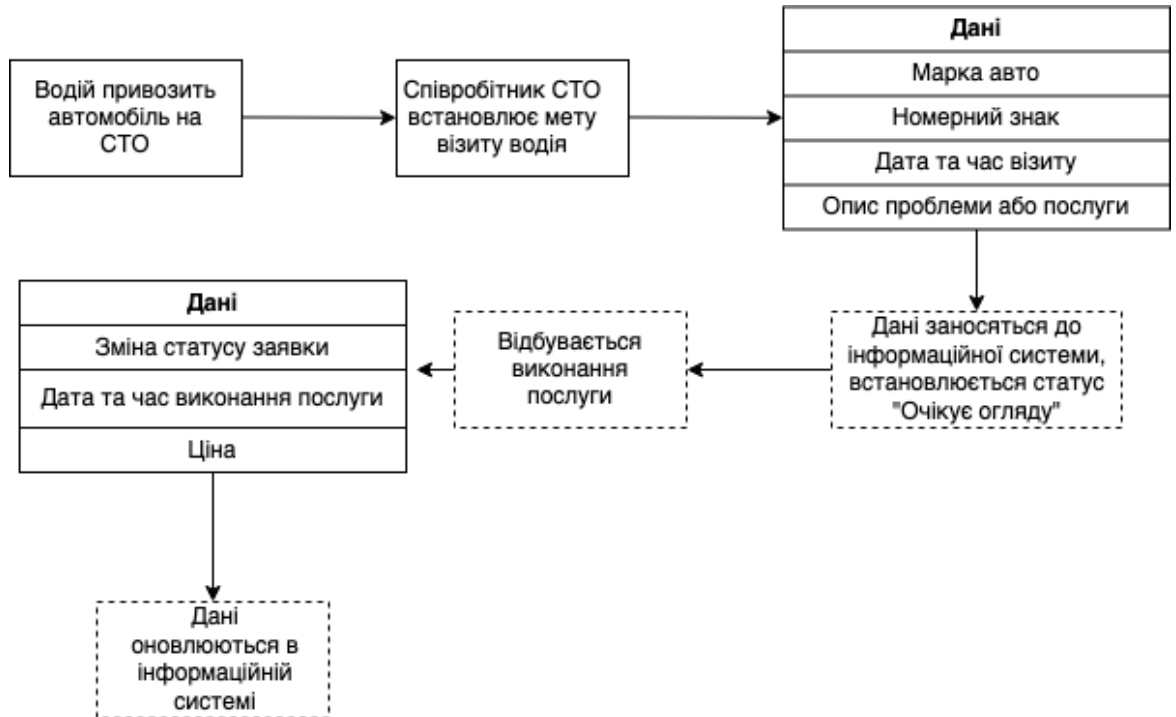 Водій привозить
автомобіль на
СТО
Співробітник СТО
встановлює мету
візиту водія
Дані
Марка авто
Номерний знак
Дата та час візиту
Опис проблеми або послуги
Дані заносяться до
інформаційної системи,
встановлюється статус
"Очікує огляду"
Відбувається
виконання
послуги
Дані
Зміна статусу заявки
Дата та час виконання послуги
Ціна
Дані
оновлюються в
інформаційній
системі